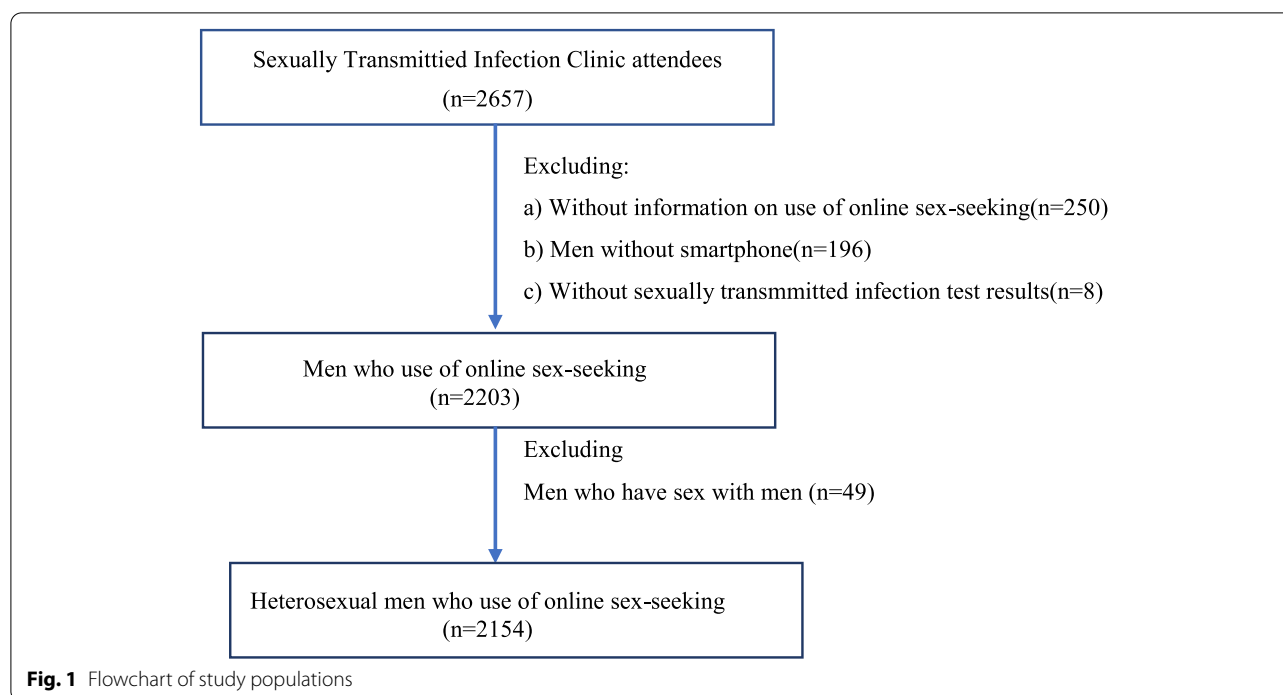 Sexually Transmittied Infection Clinic attendees
(n=2657)
Excluding:
a) Without information on use of online sex-seeking(n=250)
b) Men without smartphone(n=196)
c) Without sexually transmmitted infection test results(n=8)
Men who use of online sex-seeking
(n=2203)
Excluding
Men who have sex with men (n=49)
Heterosexual men who use of online sex-seeking
(n=2154)
Fig. 1 Flowchart of study populations